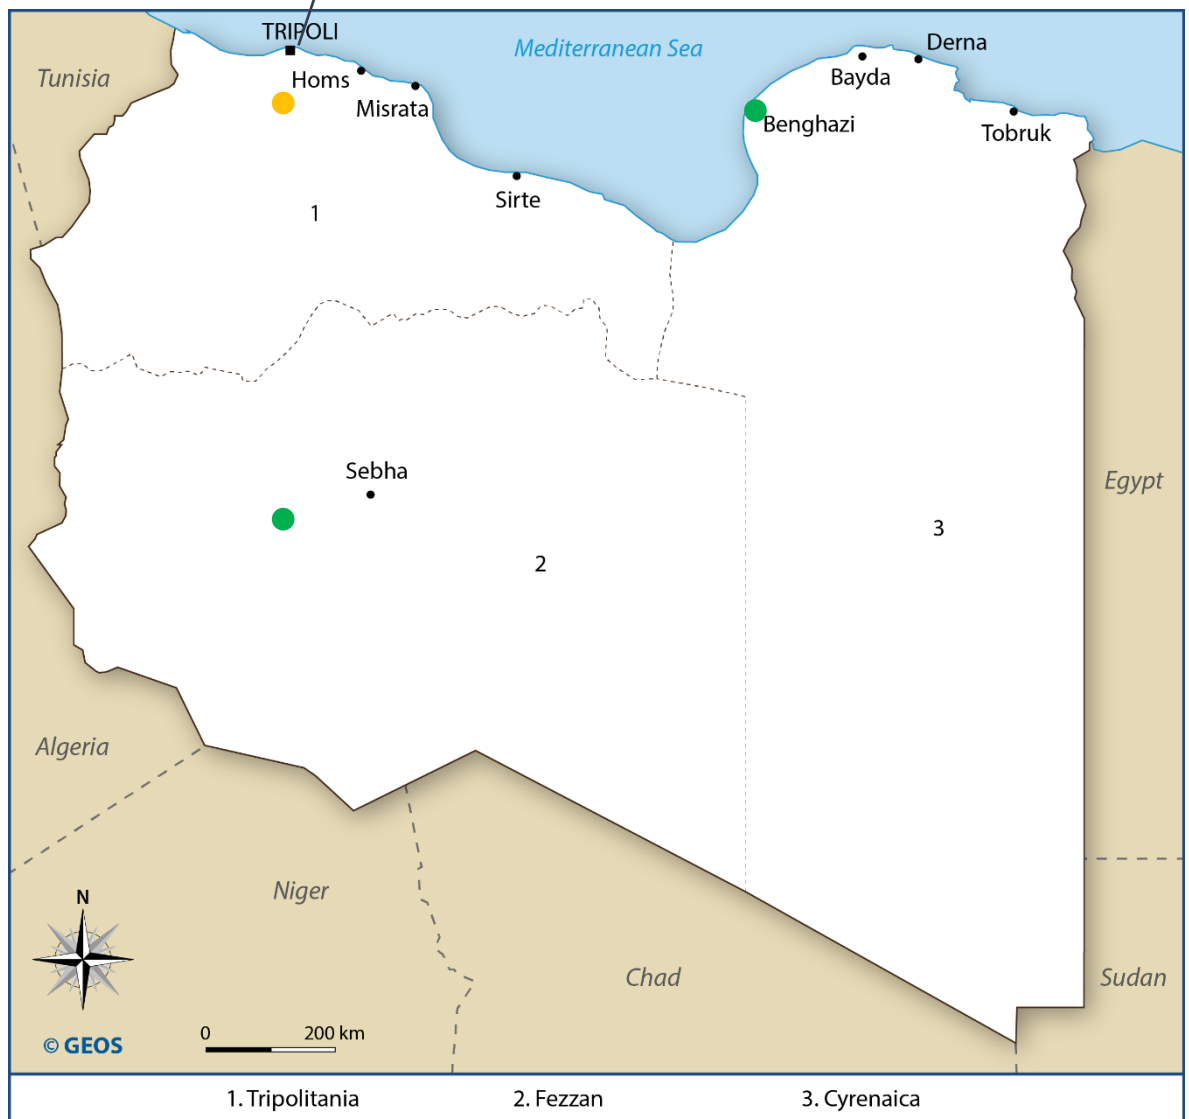 TRIPOLI
Mediterranean Sea
Derna
Tunisia
Homs
Bayda
Misrata
Benghazi
Tobruk
Sirte
1
Sebha
Egypt
3
2
Algeria
Niger
N
Chad
Sudan
0 200 km
© GEOS
1. Tripolitania 2. Fezzan 3. Cyrenaica